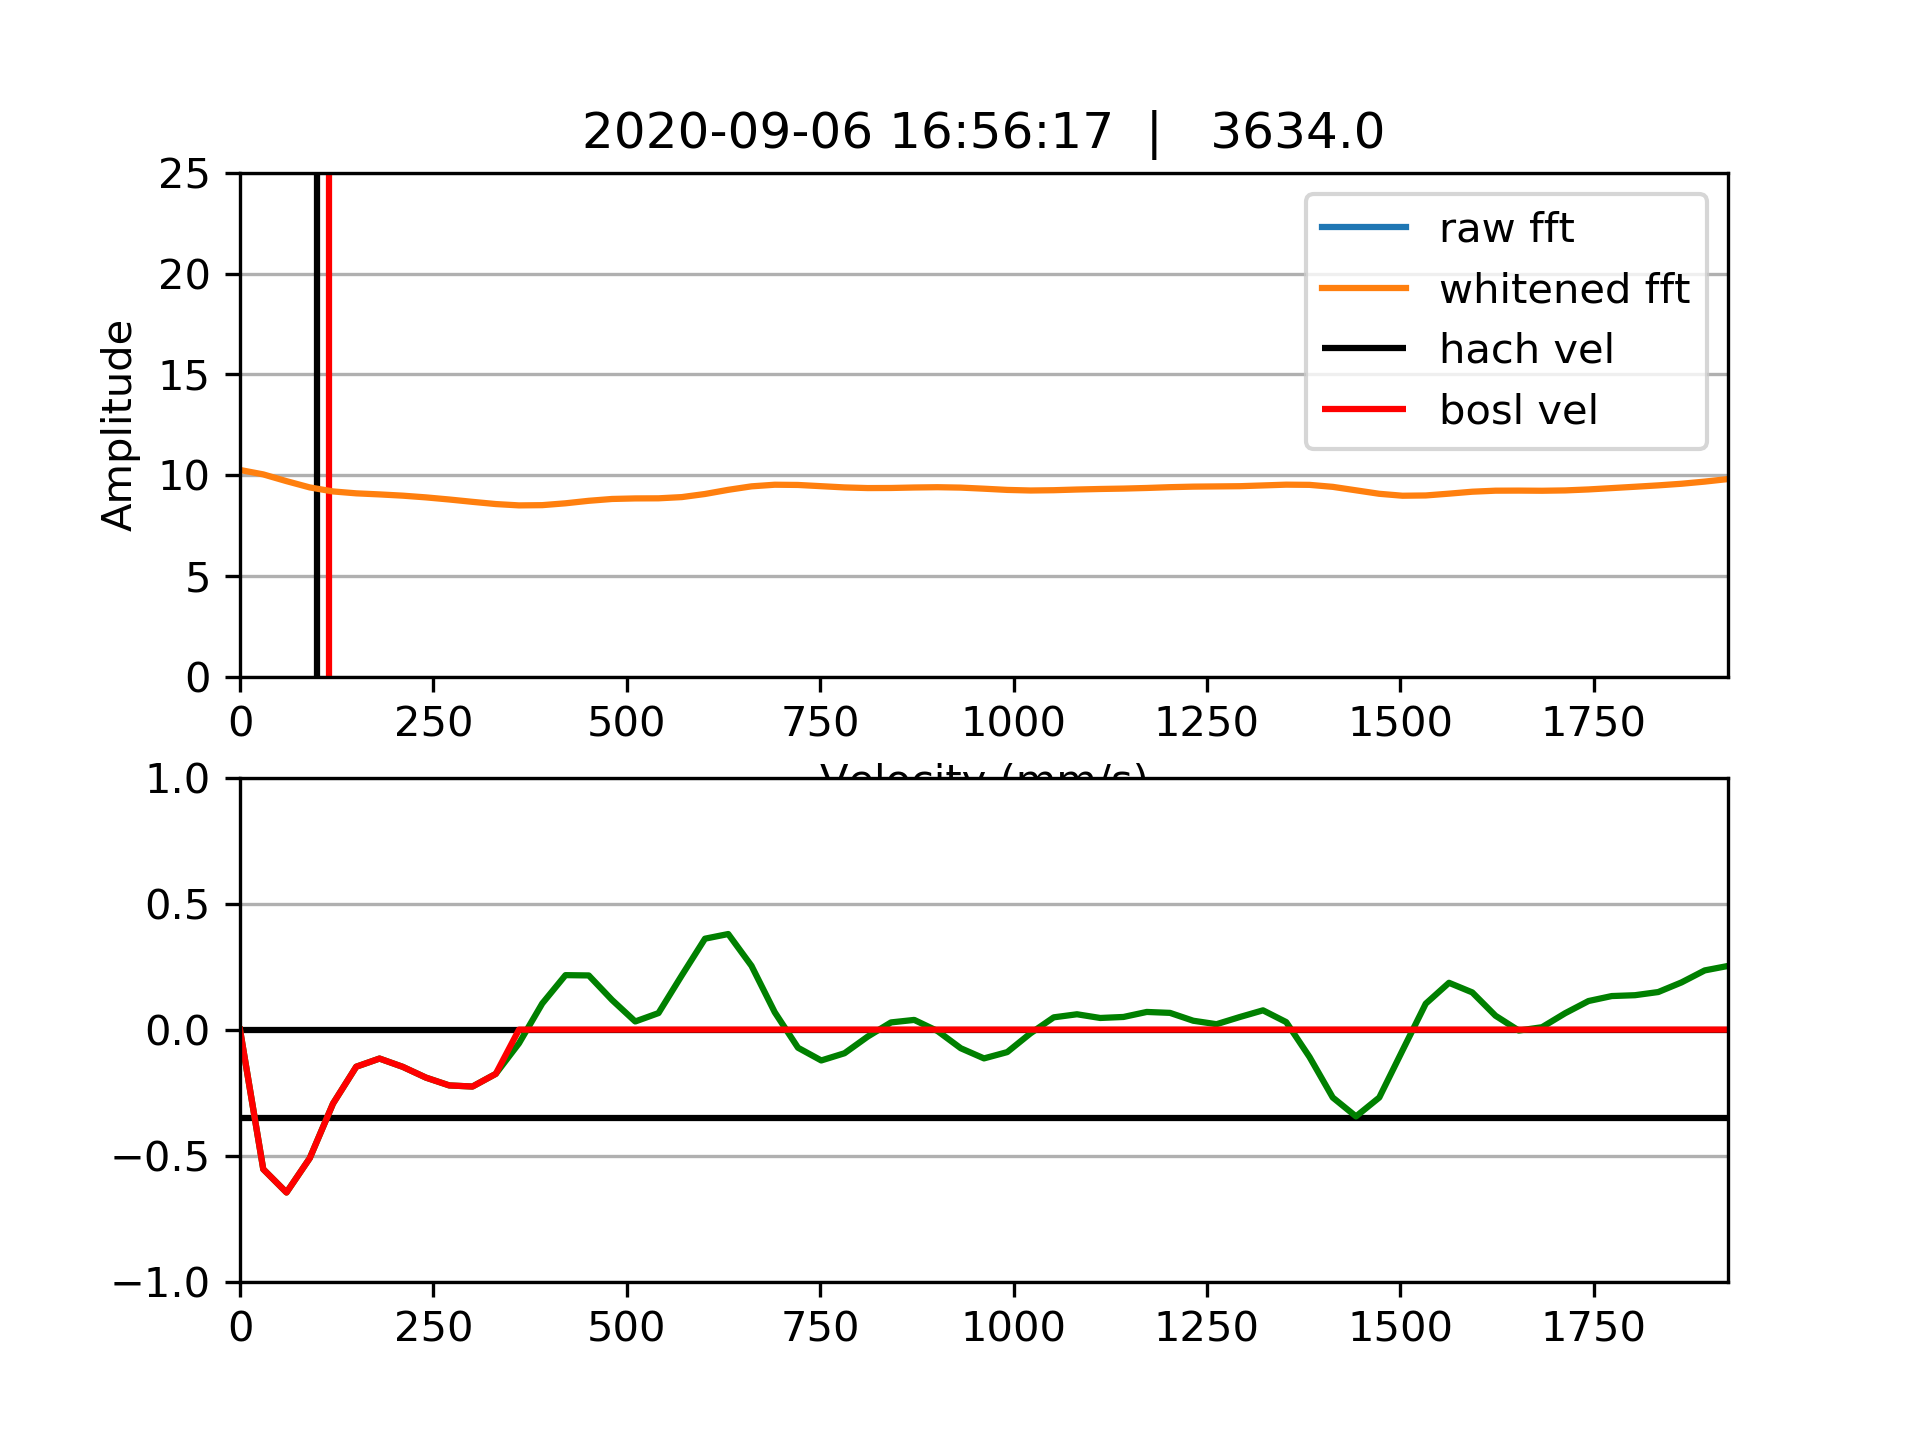 2020-09-06 16:56:17 | 3634.0
25
20
15
10
5
0
Amplitude
raw fft
whitened fft
hach vel
bosl vel
0 250 500 750 1000 1250 1500 1750
Velocity (mm/s)
1.0
0.5
0.0
−0.5
−1.0
0 250 500 750 1000 1250 1500 1750